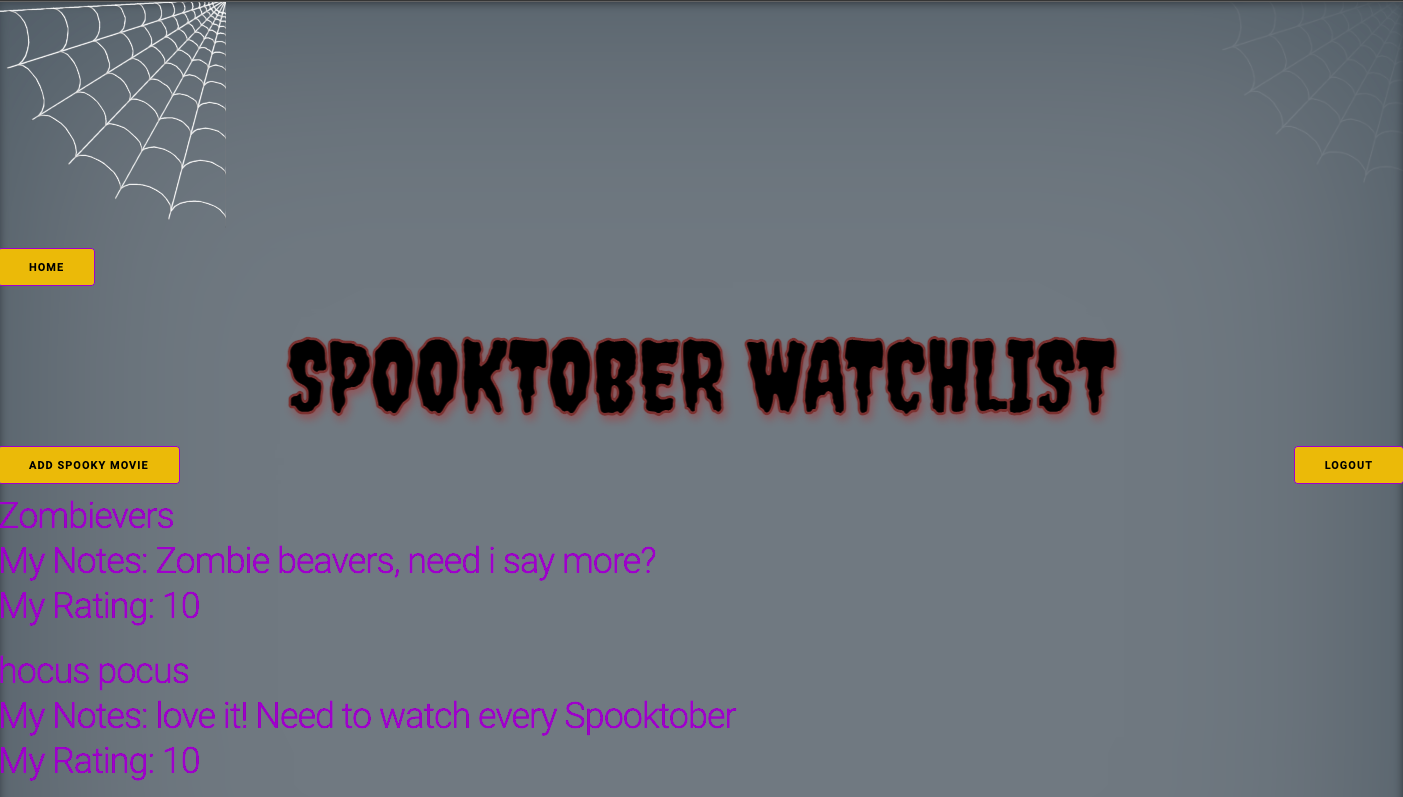 HOME
SPOOKTOBER WATCHLIST
ADD SPOOKY MOVIE
LOGOUT
Zombievers
My Notes: Zombie beavers, need i say more?
My Rating: 10
hocus pocus
My Notes: love it! Need to watch every Spooktober
My Rating: 10